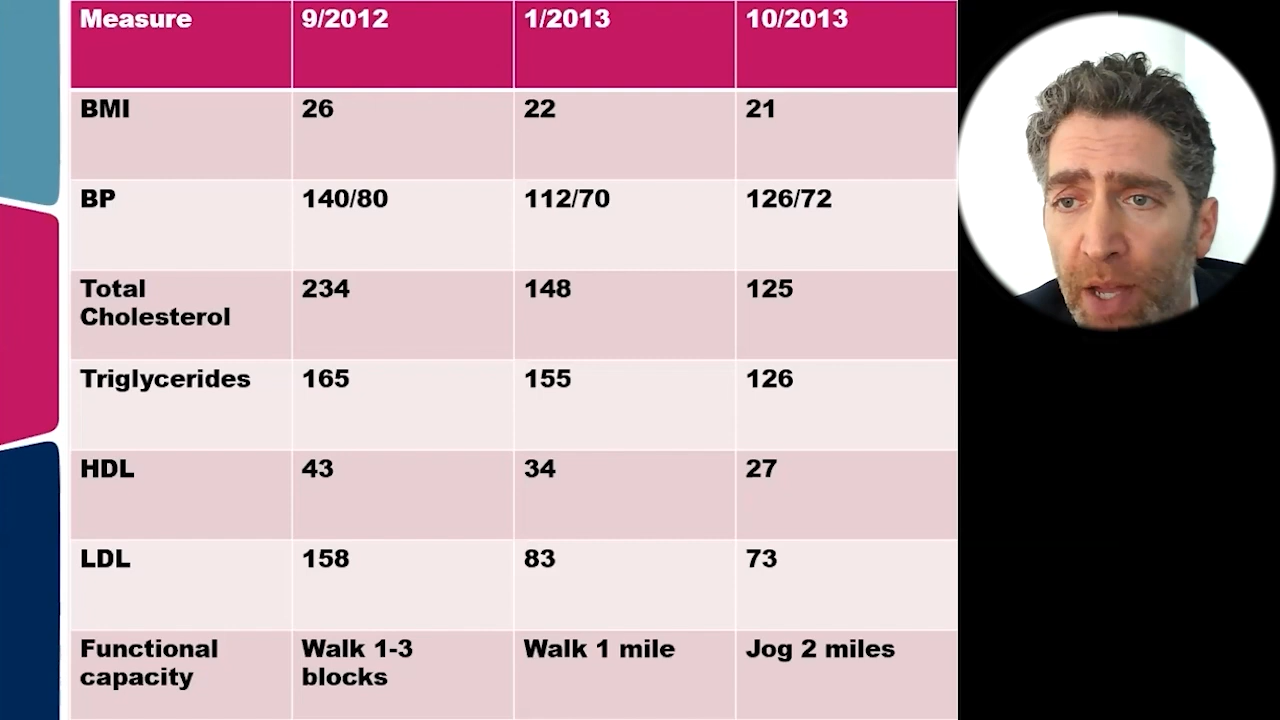 Measure 9/2012 1/2013 10/2013
BMI 26 22 21
BP 140/80 112/70 126/72
Total Cholesterol 234 148 125
Triglycerides 165 155 126
HDL 43 34 27
LDL 158 83 73
Functional capacity Walk 1-3 blocks Walk 1 mile Jog 2 miles